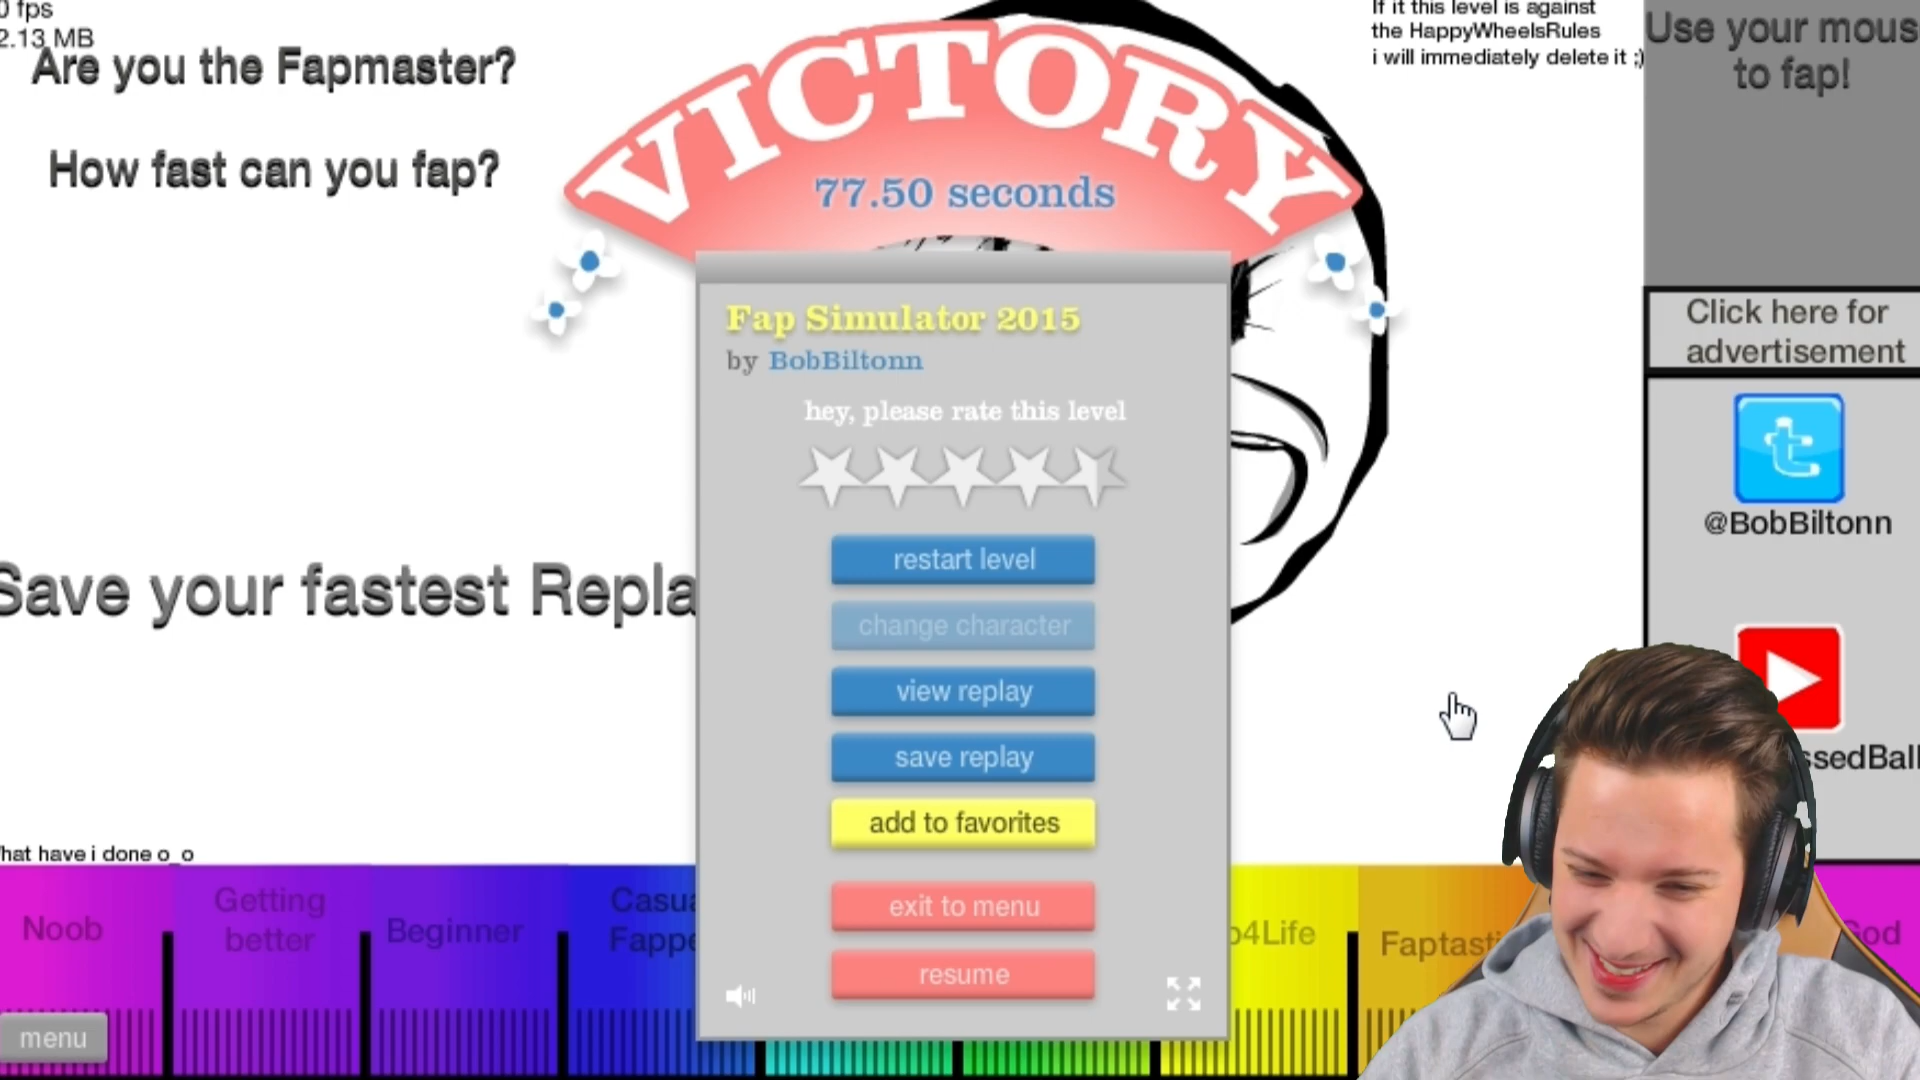 0 fps
2.13 MB
Are you the Fapmaster?
How fast can you fap?
If it this level is against
the HappyWheelsRules
i will immediately delete it ;)
Use your mous
to fap!
VICTORY
77.50 seconds
Fap Simulator 2015
by BobBiltonn
hey, please rate this level
Click here for
advertisement
t
@BobBiltonn
restart level
change character
view replay
save replay
add to favorites
exit to menu
resume
Save your fastest Repla
ssedBall
hat have i done o_o
Noob
Getting
better
Beginner
Casua
Fappe
p4Life
Faptasti
God
menu